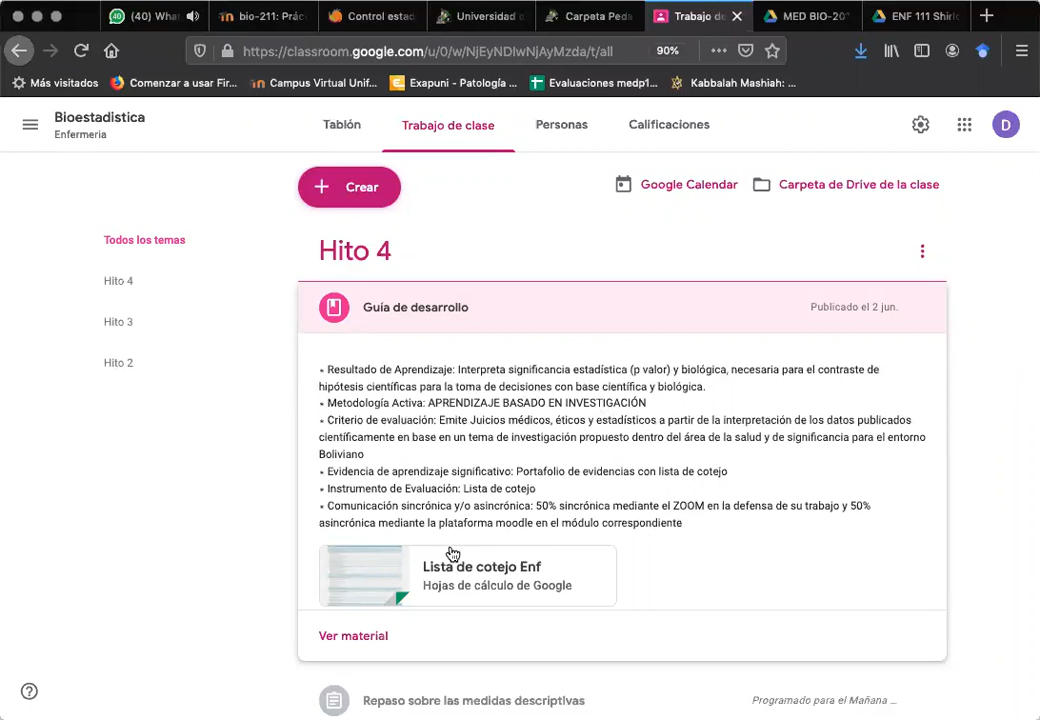 (40) What
bio-211: Prác
Control esta
Universidad
Carpeta Peda
Trabajo de
MED BIO-20
ENF 111 Shirl
https://classroom.google.com/u/0/w/NjEyNDIwNjAyMzda/t/all
90%
Más visitados
Comenzar a usar Fir...
Campus Virtual Uni...
Exapuni - Patología ...
Evaluaciones medp1...
Kabbalah Mashiah: ...
Bioestadistica
Enfermeria
Tablón
Trabajo de clase
Personas
Calificaciones
D
Crear
Google Calendar
Carpeta de Drive de la clase
Todos los temas
Hito 4
Hito 3
Hito 2
Hito 4
Guía de desarrollo
Publicado el 2 jun.
• Resultado de Aprendizaje: Interpreta significancia estadística (p valor) y biológica, necesaria para el contraste de
hipótesis científicas para la toma de decisiones con base científica y biológica.
• Metodología Activa: APRENDIZAJE BASADO EN INVESTIGACIÓN
• Criterio de evaluación: Emite Juicios médicos, éticos y estadísticos a partir de la interpretación de los datos publicados
científicamente en base en un tema de investigación propuesto dentro del área de la salud y de significancia para el entorno
Boliviano
• Evidencia de aprendizaje significativo: Portafolio de evidencias con lista de cotejo
• Instrumento de Evaluación: Lista de cotejo
• Comunicación sincrónica y/o asincrónica: 50% sincrónica mediante el ZOOM en la defensa de su trabajo y 50%
asincrónica mediante la plataforma moodle en el módulo correspondiente
Lista de cotejo Enf
Hojas de cálculo de Google
Ver material
Repaso sobre las medidas descriptivas
Programado para el Mañana ...